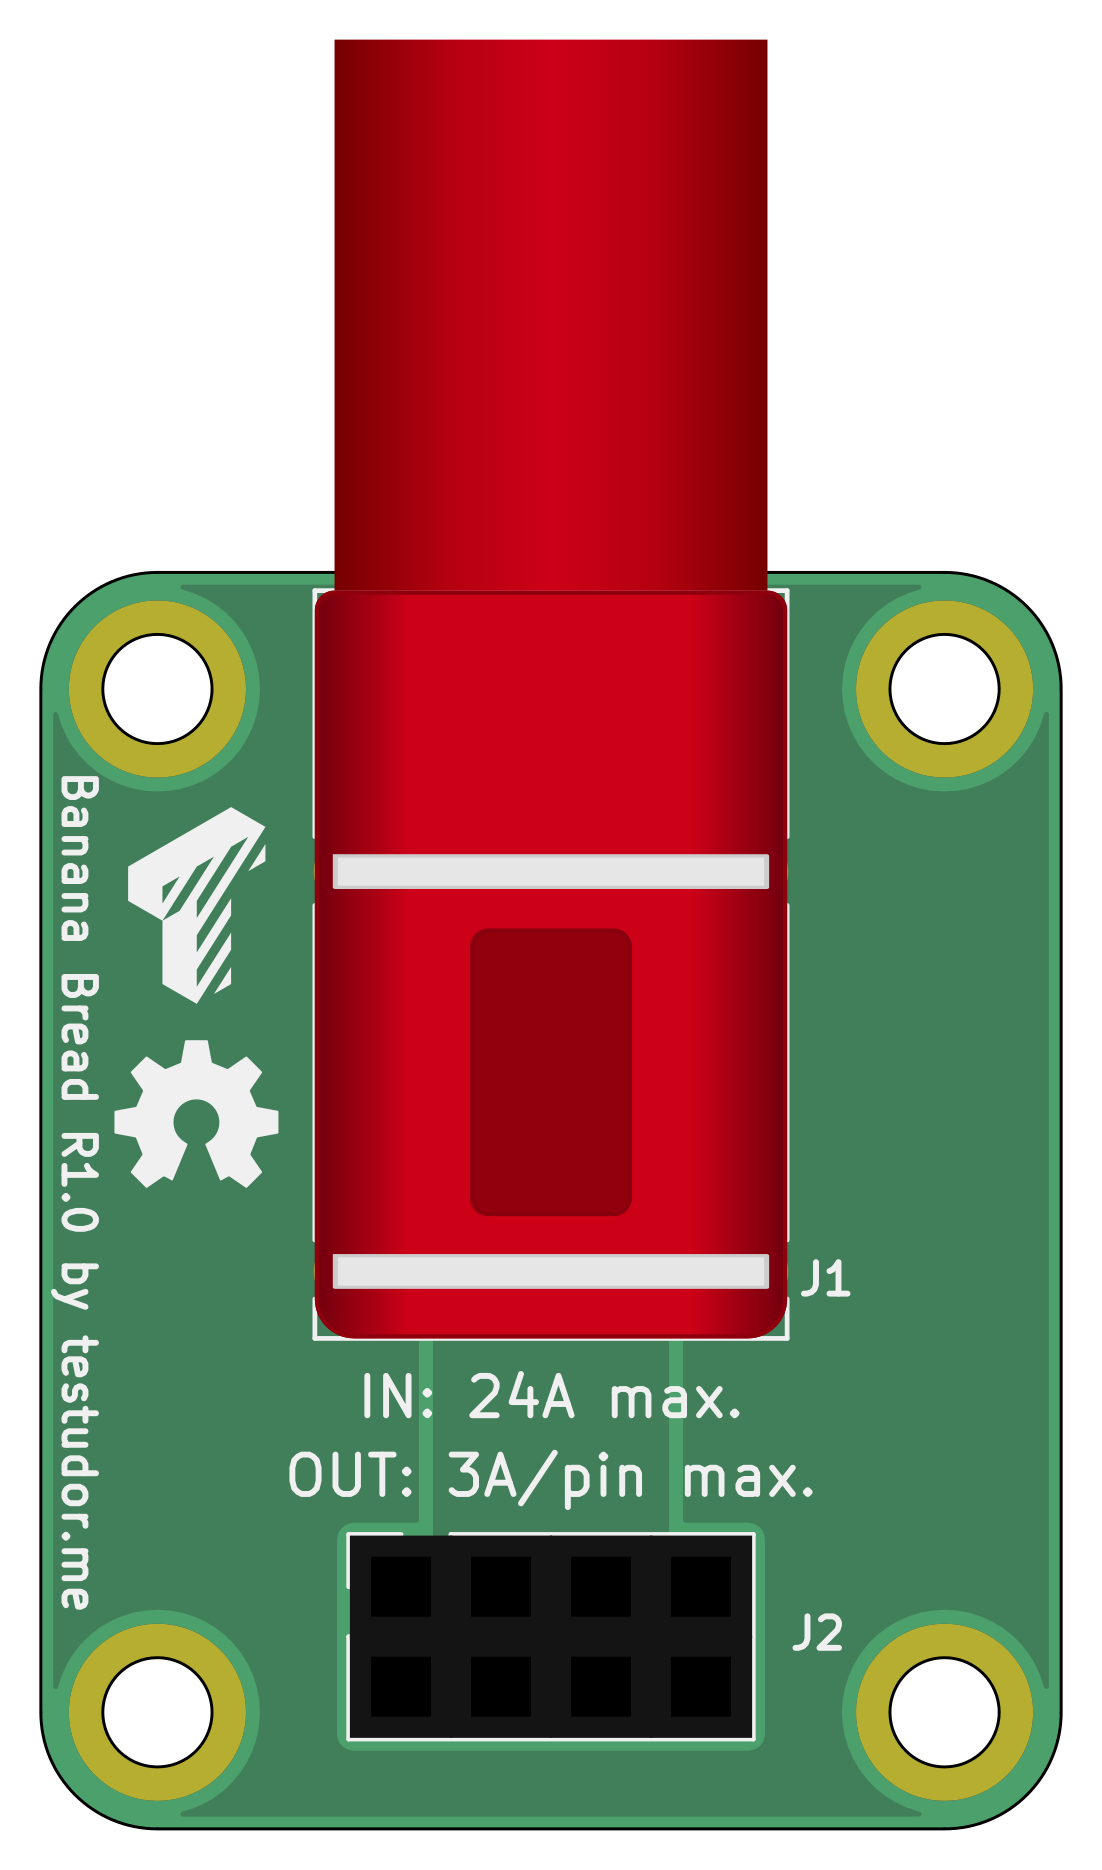 Banana Bread R1.0 by testudor.me
J1
IN: 24A max.
OUT: 3A/pin max.
J2